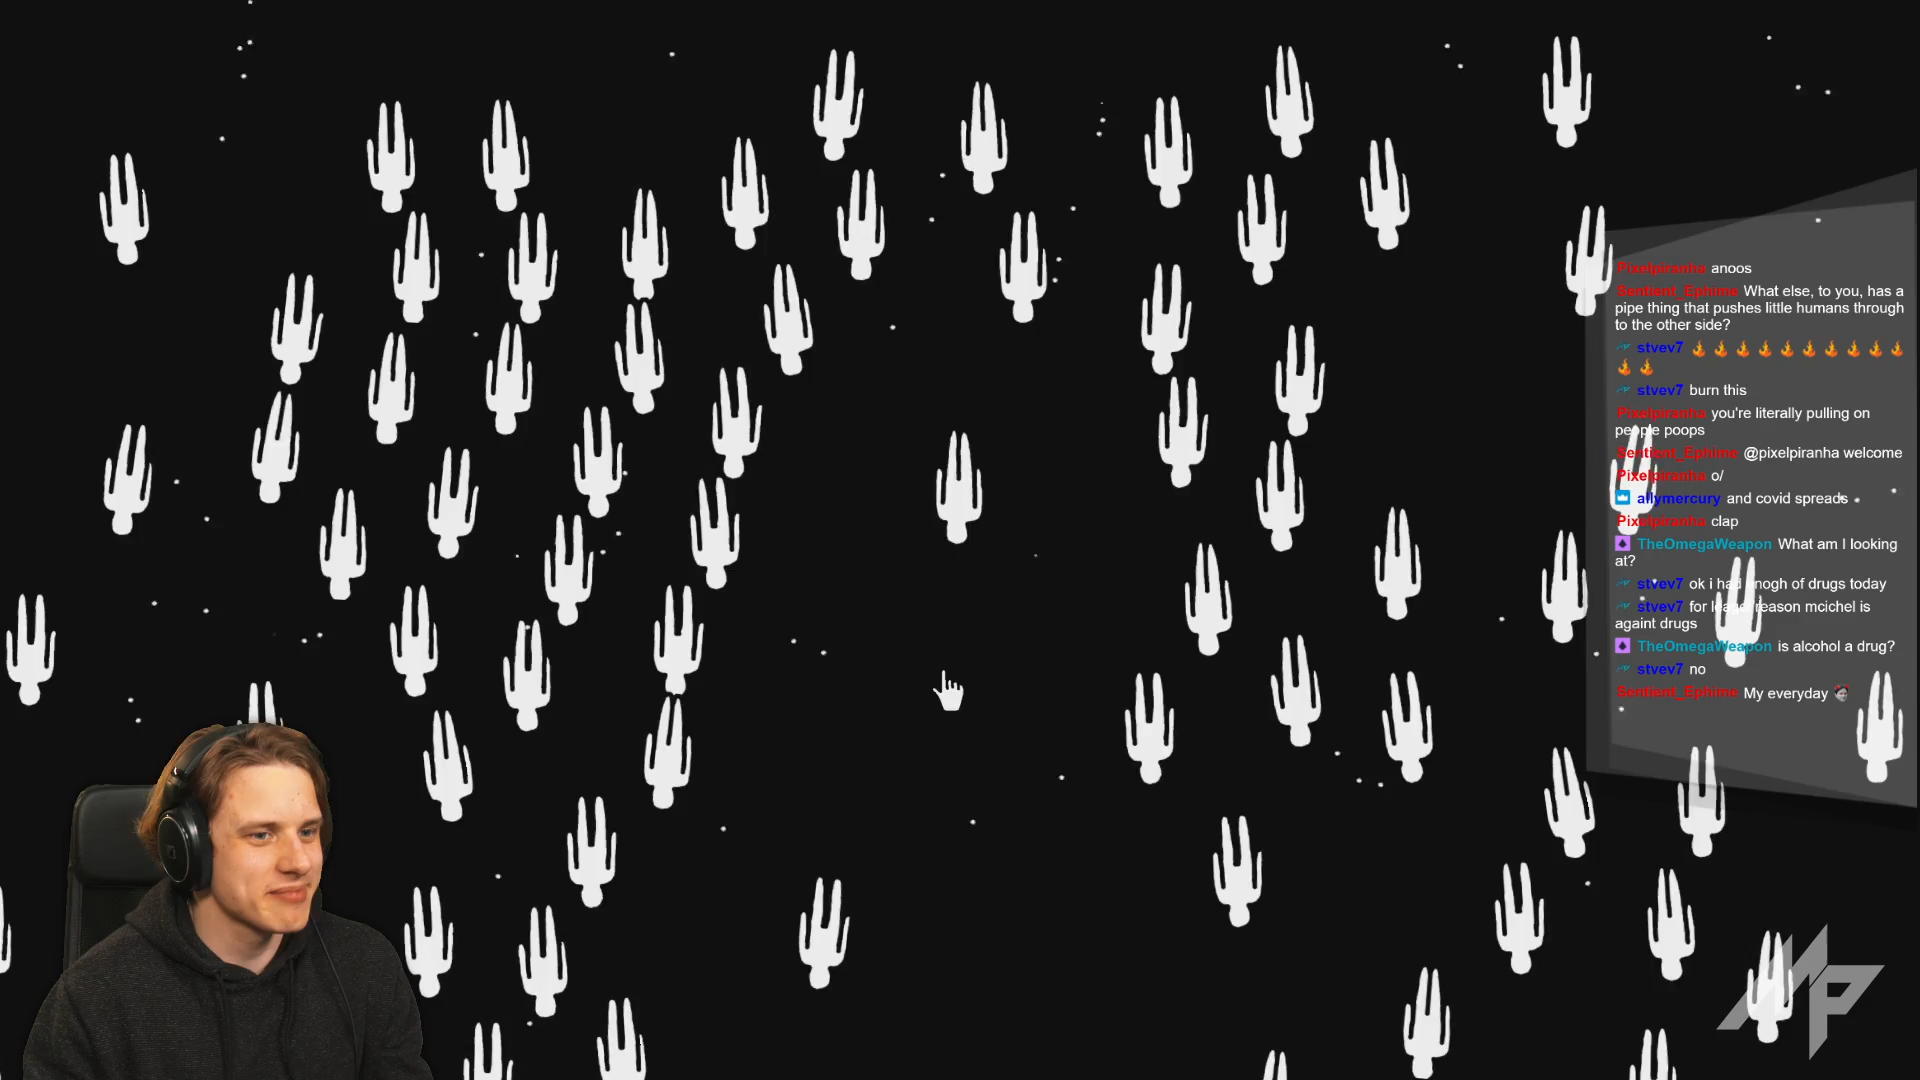 Pixelpiranha anoos
Sentient_Ephime What else, to you, has a
pipe thing that pushes little humans through
to the other side?
stvev7
stvev7 burn this
Pixelpiranha you're literally pulling on
people poops
Sentient_Ephime @pixelpiranha welcome
Pixelpiranha o/
allymercury and covid spreads
Pixelpiranha clap
TheOmegaWeapon What am I looking
at?
stvev7 ok i had enogh of drugs today
stvev7 for leagel reason mcichel is
againt drugs
TheOmegaWeapon is alcohol a drug?
stvev7 no
Sentient_Ephime My everyday
MP